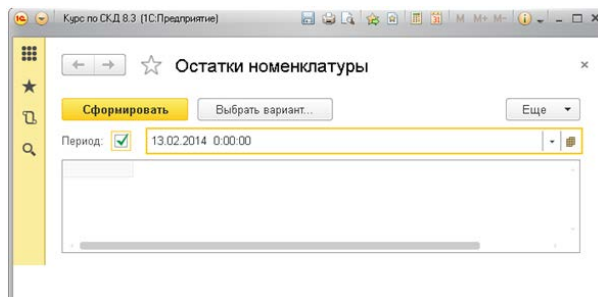 Курс по СКД 8.3 (1С:Предприятие)
M M+ M-
Остатки номенклатуры
Сформировать Выбрать вариант... Еще
Период: 13.02.2014 0:00:00